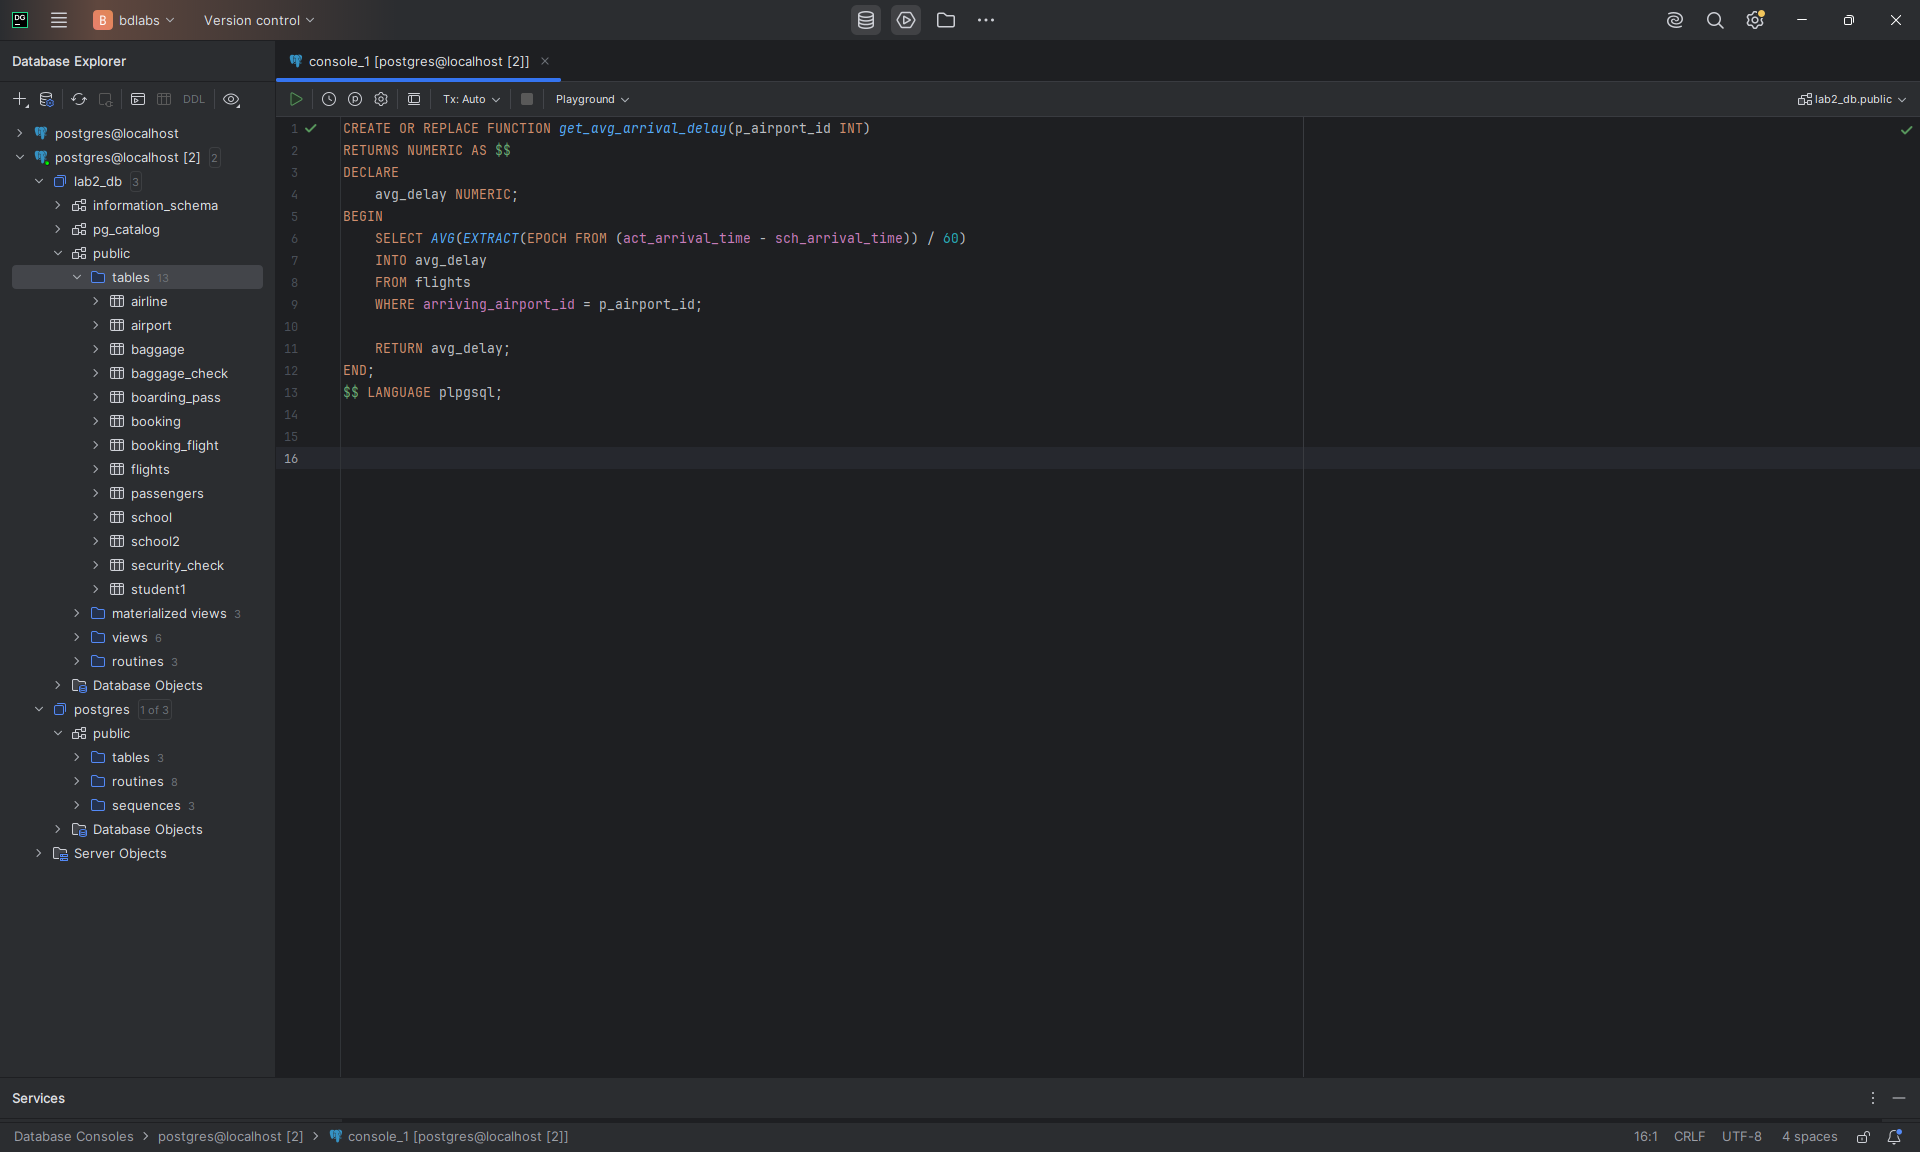 DG
B bdlabs
Version control
Database Explorer
console_1 [postgres@localhost [2]]
DDL
Tx: Auto
Playground
lab2_db.public
postgres@localhost
postgres@localhost [2] 2
lab2_db 3
information_schema
pg_catalog
public
tables 13
airline
airport
baggage
baggage_check
boarding_pass
booking
booking_flight
flights
passengers
school
school2
security_check
student1
materialized views 3
views 6
routines 3
Database Objects
postgres 1 of 3
public
tables 3
routines 8
sequences 3
Database Objects
Server Objects
1 CREATE OR REPLACE FUNCTION get_avg_arrival_delay(p_airport_id INT)
2 RETURNS NUMERIC AS $$
3 DECLARE
4     avg_delay NUMERIC;
5 BEGIN
6     SELECT AVG(EXTRACT(EPOCH FROM (act_arrival_time - sch_arrival_time)) / 60)
7     INTO avg_delay
8     FROM flights
9     WHERE arriving_airport_id = p_airport_id;
10
11     RETURN avg_delay;
12 END;
13 $$ LANGUAGE plpgsql;
14
15
16
Services
Database Consoles > postgres@localhost [2] > console_1 [postgres@localhost [2]]
16:1 CRLF UTF-8 4 spaces